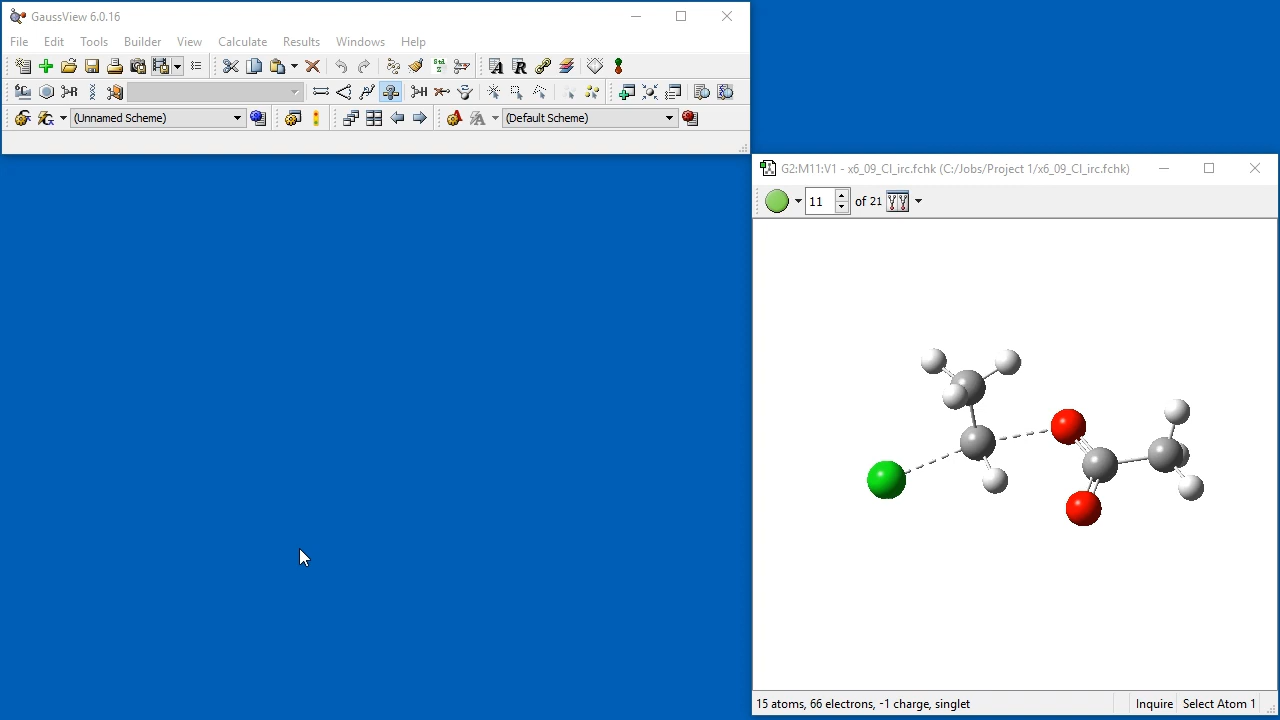 GaussView 6.0.16
File Edit Tools Builder View Calculate Results Windows Help
(Unnamed Scheme) (Default Scheme)
G2:M11:V1 - x6_09_Cl_irc.fchk (C:/Jobs/Project 1/x6_09_Cl_irc.fchk)
11 of 21
15 atoms, 66 electrons, -1 charge, singlet Inquire Select Atom 1